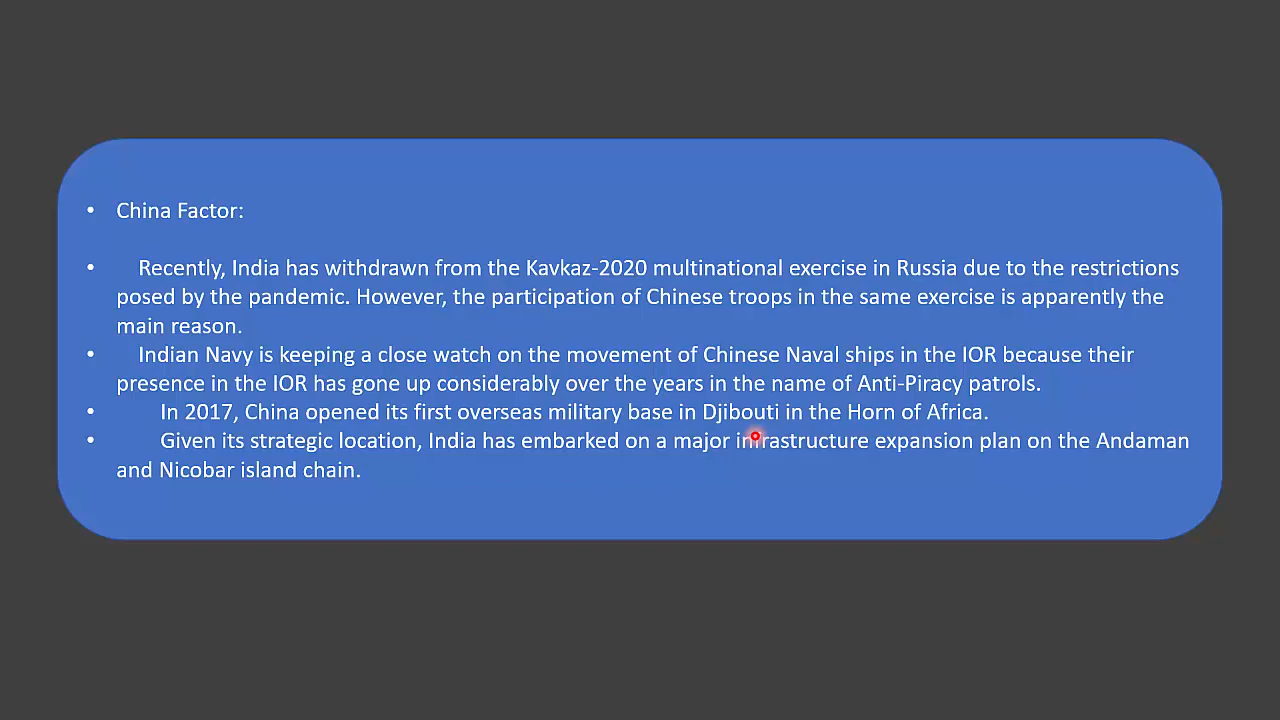 • China Factor:
• Recently, India has withdrawn from the Kavkaz-2020 multinational exercise in Russia due to the restrictions
posed by the pandemic. However, the participation of Chinese troops in the same exercise is apparently the
main reason.
• Indian Navy is keeping a close watch on the movement of Chinese Naval ships in the IOR because their
presence in the IOR has gone up considerably over the years in the name of Anti-Piracy patrols.
• In 2017, China opened its first overseas military base in Djibouti in the Horn of Africa.
• Given its strategic location, India has embarked on a major infrastructure expansion plan on the Andaman
and Nicobar island chain.